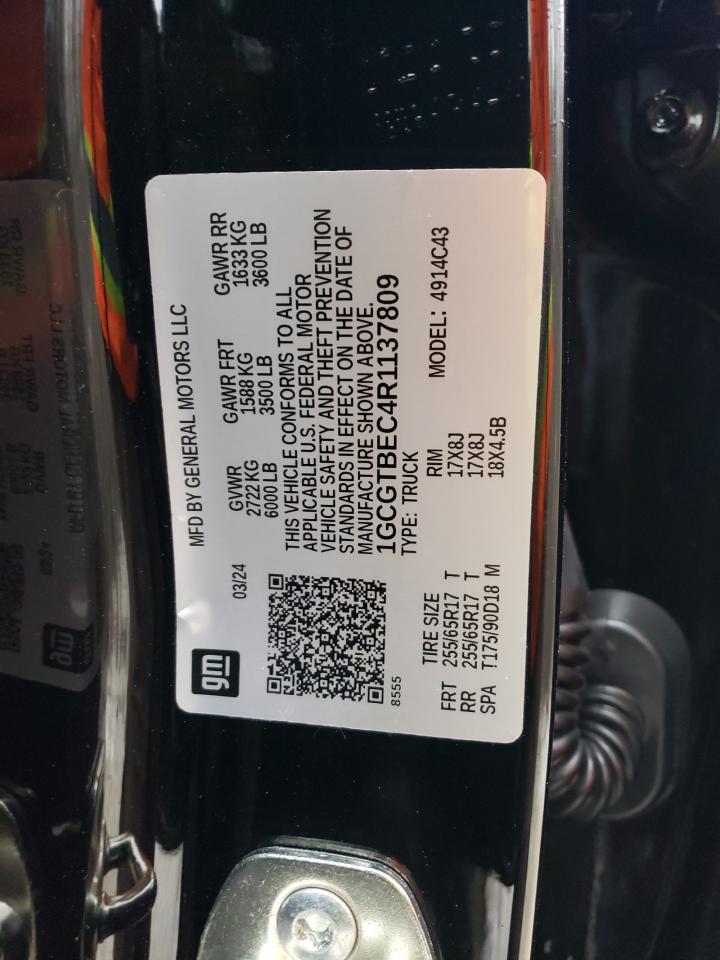 gm
MFD BY GENERAL MOTORS LLC
03/24
GVWR GAWR FRT GAWR RR
2722 KG 1588 KG 1633 KG
6000 LB 3500 LB 3600 LB
THIS VEHICLE CONFORMS TO ALL
APPLICABLE U.S. FEDERAL MOTOR
VEHICLE SAFETY AND THEFT PREVENTION
STANDARDS IN EFFECT ON THE DATE OF
MANUFACTURE SHOWN ABOVE.
1GCGTBEC4R1137809
8555
TYPE: TRUCK MODEL: 4914C43
TIRE SIZE RIM
FRT 255/65R17 T 17X8J
RR 255/65R17 T 17X8J
SPA T175/90D18 M 18X4.5B